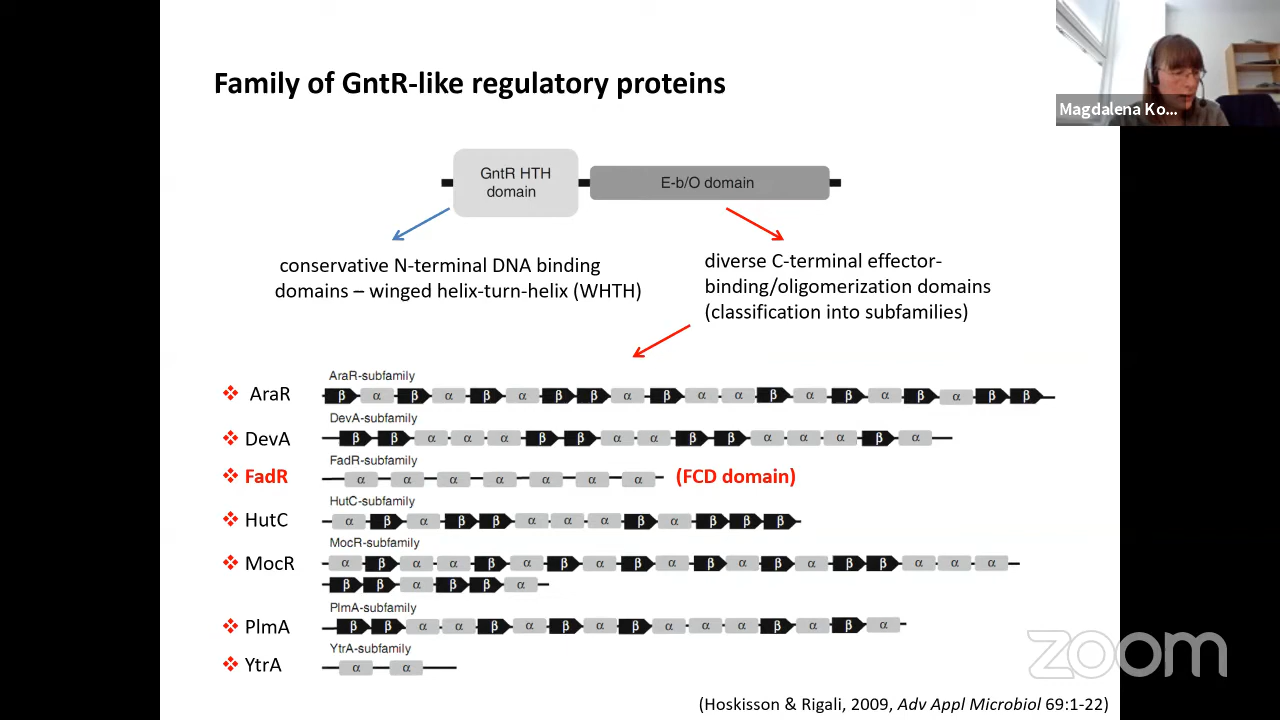 Family of GntR-like regulatory proteins
Magdalena Ko...
GntR HTH
domain
E-b/O domain
conservative N-terminal DNA binding
domains – winged helix-turn-helix (WHTH)
diverse C-terminal effector-
binding/oligomerization domains
(classification into subfamilies)
AraR-subfamily
❖ AraR β α β α β α β β α β α α β α β α β α β β
DevA-subfamily
❖ DevA β β α α α β β α α β β α α α β α
FadR-subfamily
❖ FadR α α α α α α α (FCD domain)
HutC-subfamily
❖ HutC α β α β β α α α β α β β β
MocR-subfamily
❖ MocR α β α α β α β α β α β α β α β β α α α
β β α β β α
PlmA-subfamily
❖ PlmA β β α α β α β α β α α α β α β α
YtrA-subfamily
❖ YtrA α α
zoom
(Hoskisson & Rigali, 2009, Adv Appl Microbiol 69:1-22)